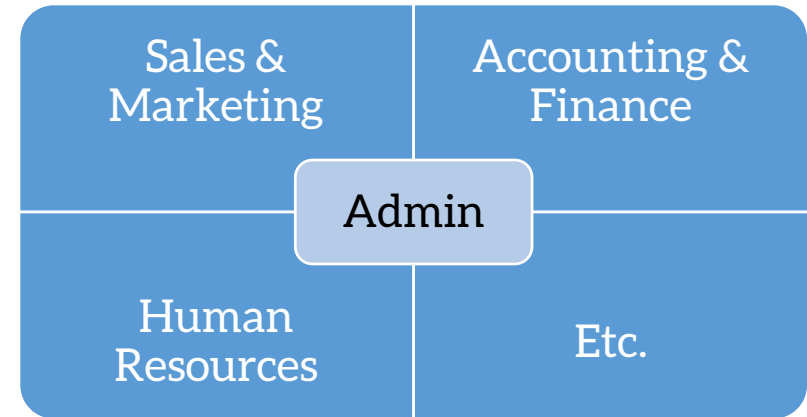 Sales &
Marketing
Accounting &
Finance
Admin
Human
Resources
Etc.